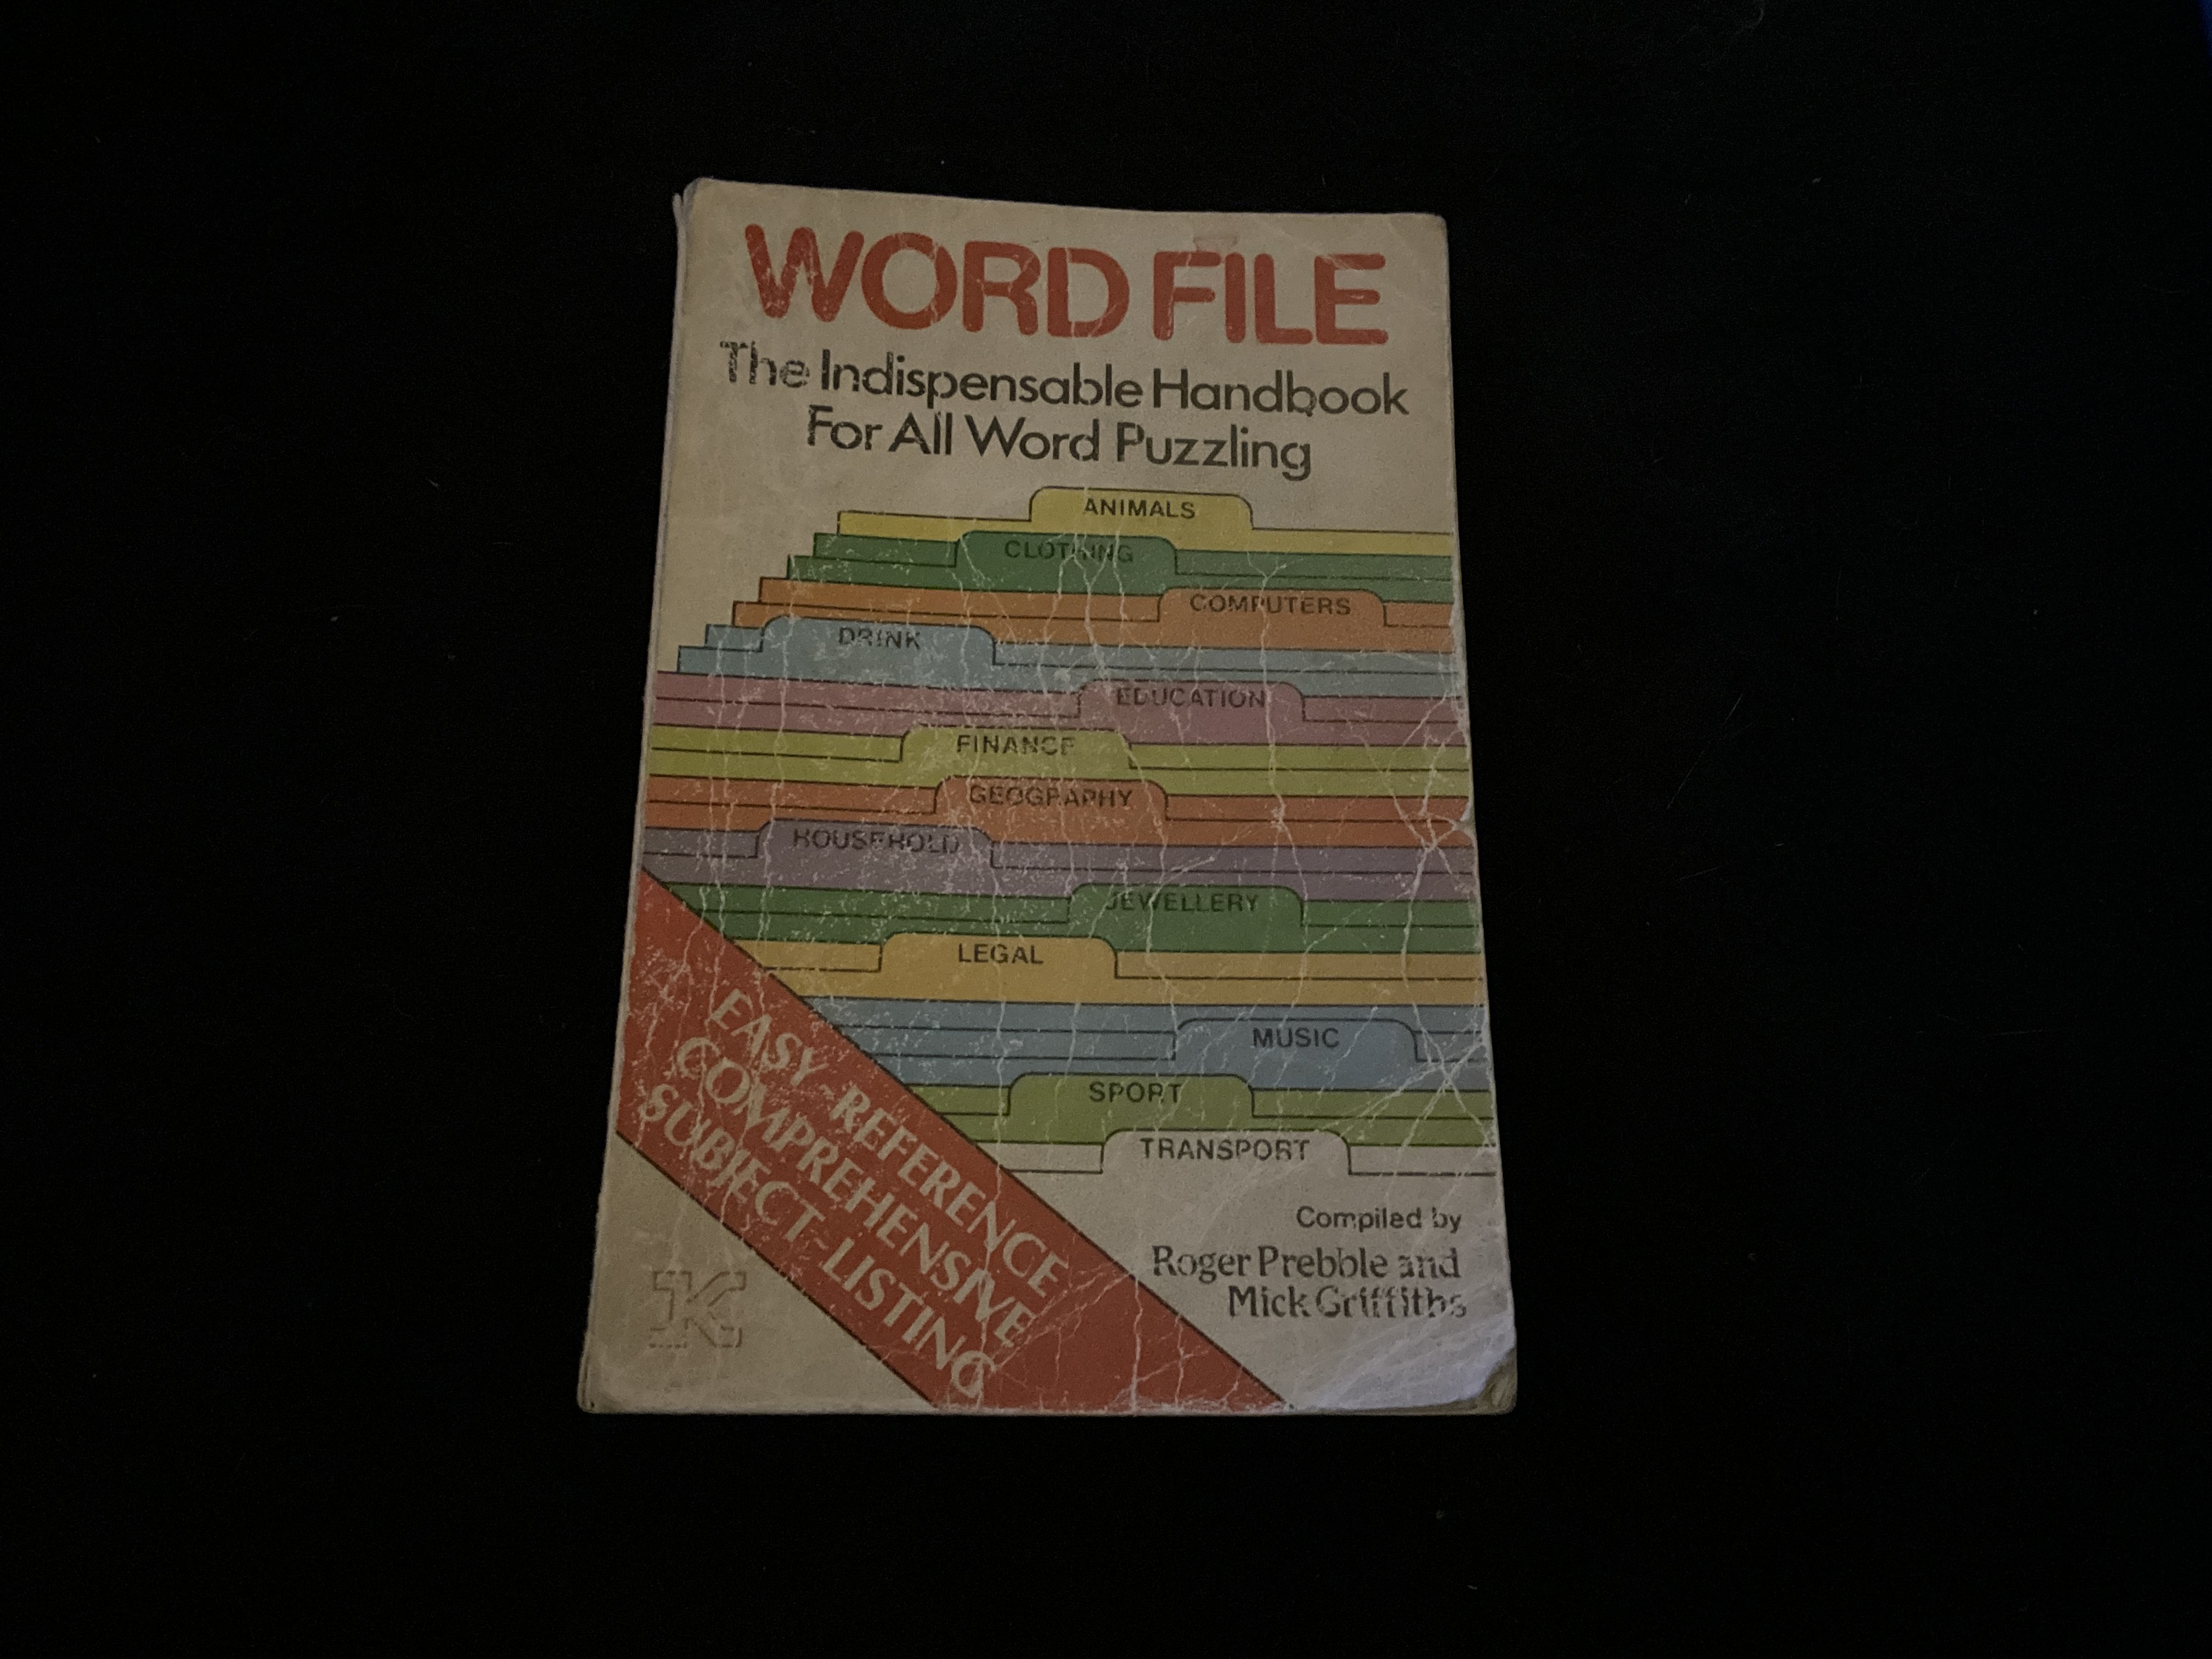 WORD FILE
The Indispensable Handbook
For All Word Puzzling
ANIMALS
CLOTHING
COMPUTERS
DRINK
EDUCATION
FINANCE
GEOGRAPHY
HOUSEHOLD
JEWELLERY
LEGAL
MUSIC
SPORT
TRANSPORT
EASY-REFERENCE
COMPREHENSIVE
SUBJECT-LISTING
Compiled by
Roger Prebble and
Mick Griffiths
K